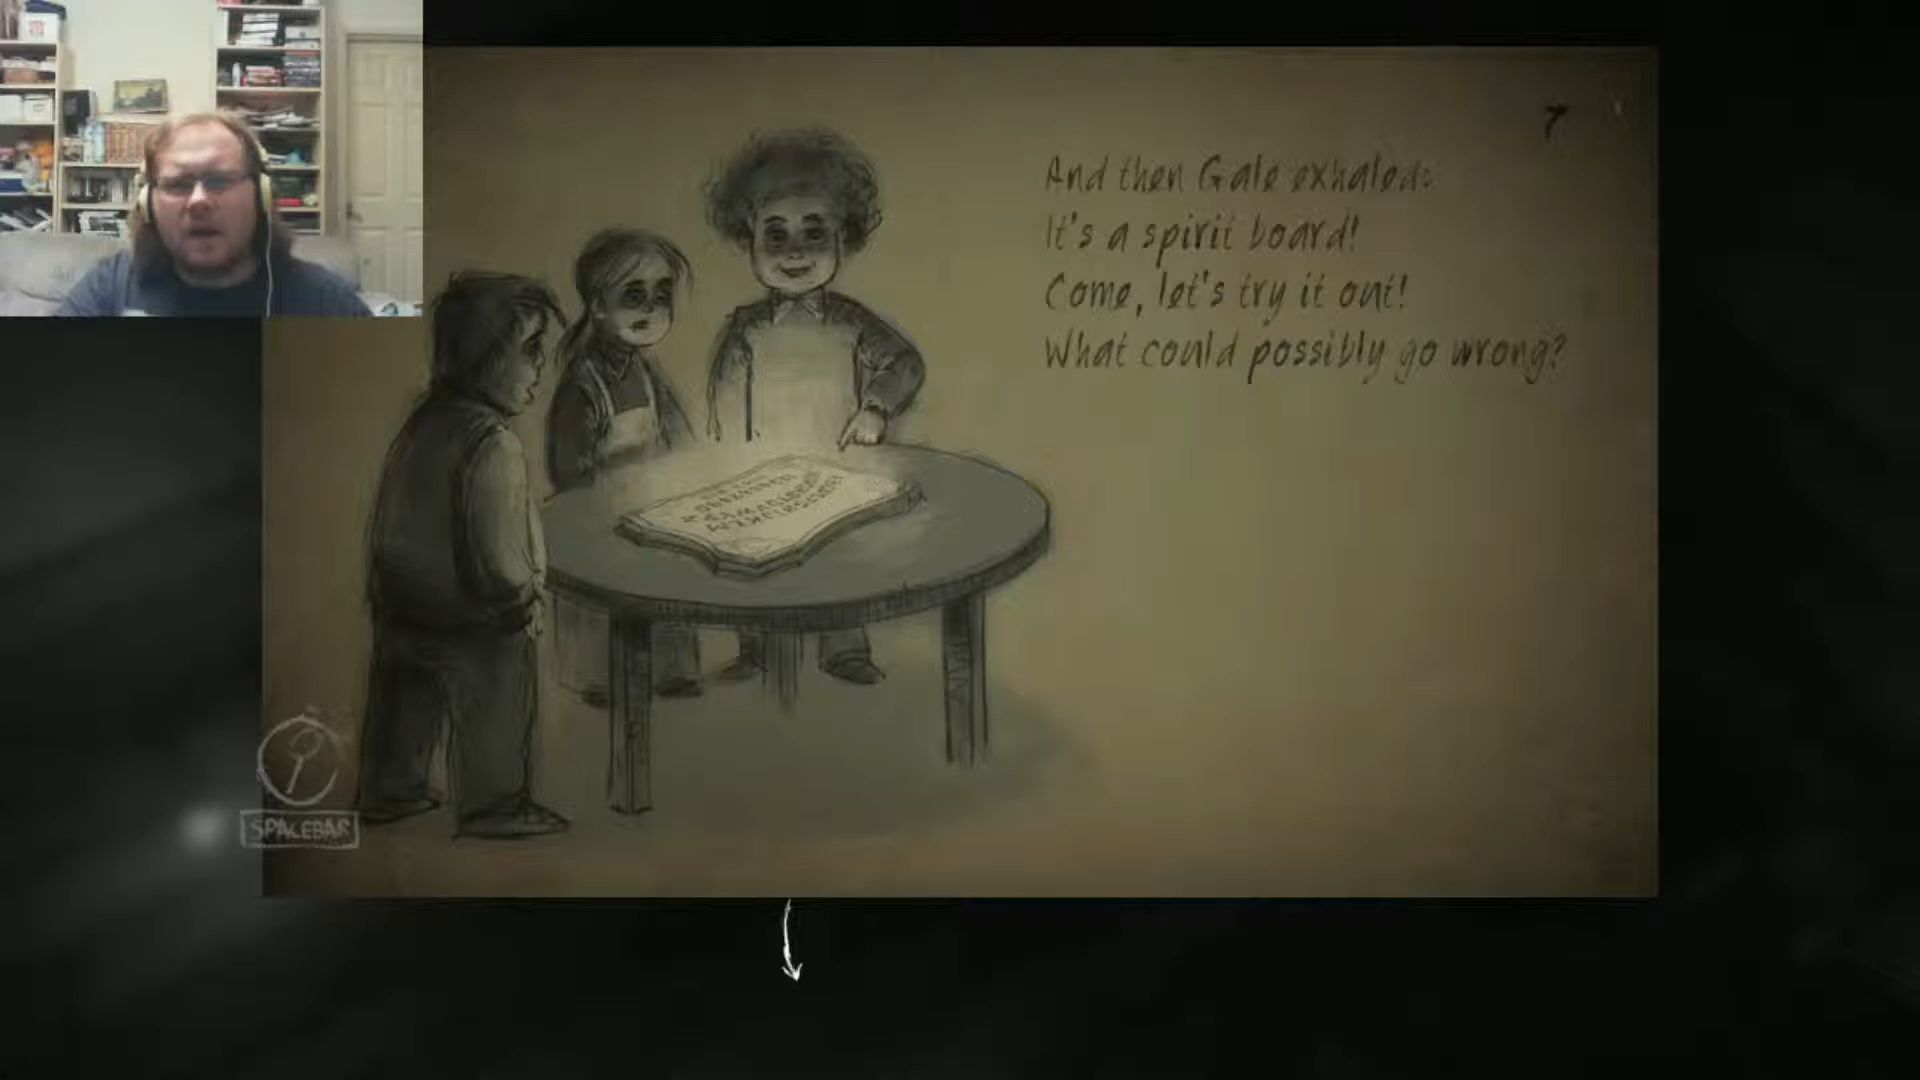 7
And then Gale exhaled:
It's a spirit board!
Come, let's try it out!
What could possibly go wrong?
SPACEBAR